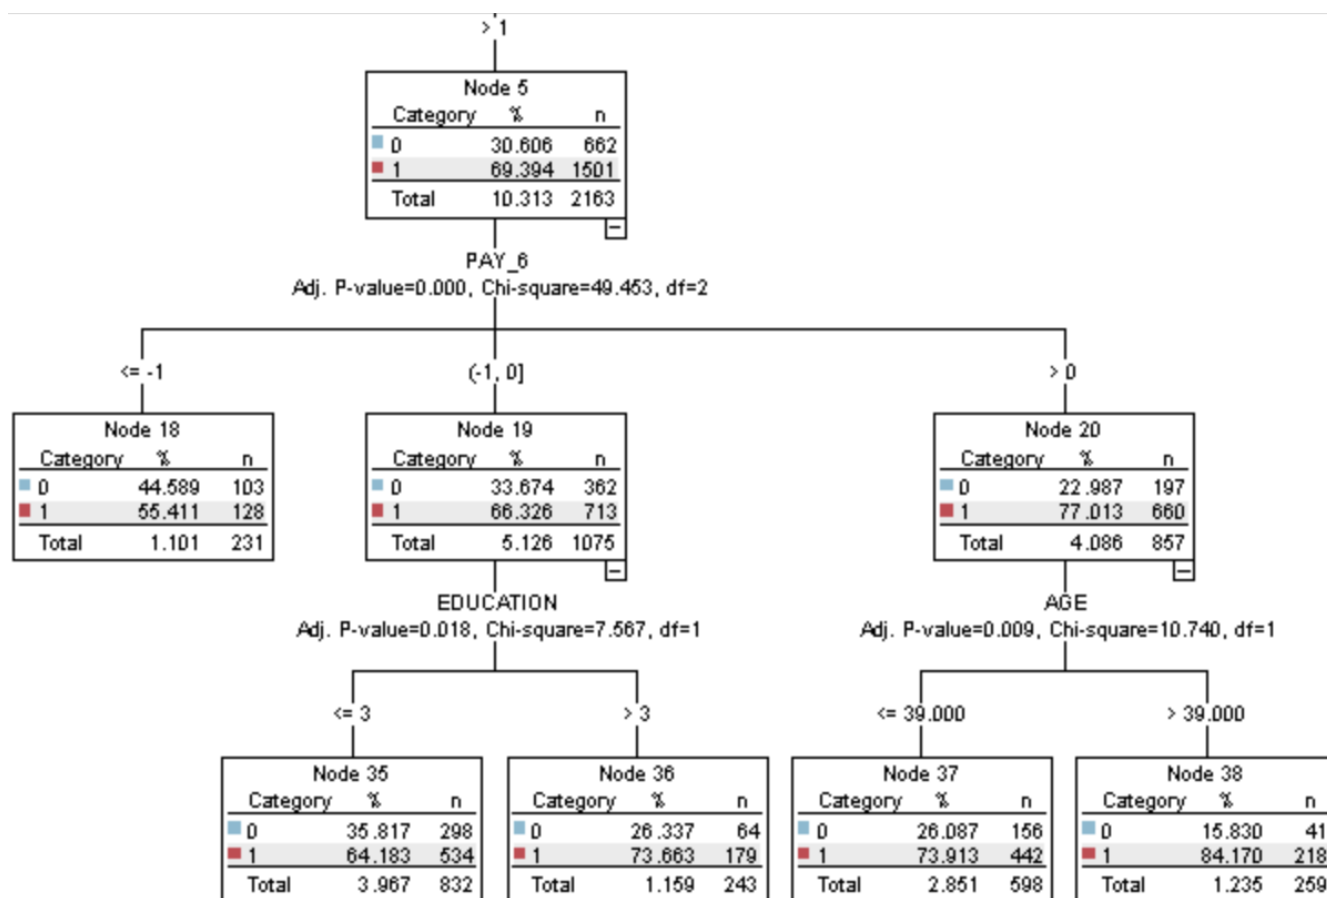 > 1
Node 5
Category % n
0 30.606 662
1 69.394 1501
Total 10.313 2163
PAY_6
Adj. P-value=0.000, Chi-square=49.453, df=2
<= -1
(-1, 0]
> 0
Node 18
Category % n
0 44.589 103
1 55.411 128
Total 1.101 231
Node 19
Category % n
0 33.674 362
1 66.326 713
Total 5.126 1075
Node 20
Category % n
0 22.987 197
1 77.013 660
Total 4.086 857
EDUCATION
Adj. P-value=0.018, Chi-square=7.567, df=1
AGE
Adj. P-value=0.009, Chi-square=10.740, df=1
<= 3
> 3
<= 39.000
> 39.000
Node 35
Category % n
0 35.817 298
1 64.183 534
Total 3.967 832
Node 36
Category % n
0 26.337 64
1 73.663 179
Total 1.159 243
Node 37
Category % n
0 26.087 156
1 73.913 442
Total 2.851 598
Node 38
Category % n
0 15.830 41
1 84.170 218
Total 1.235 259